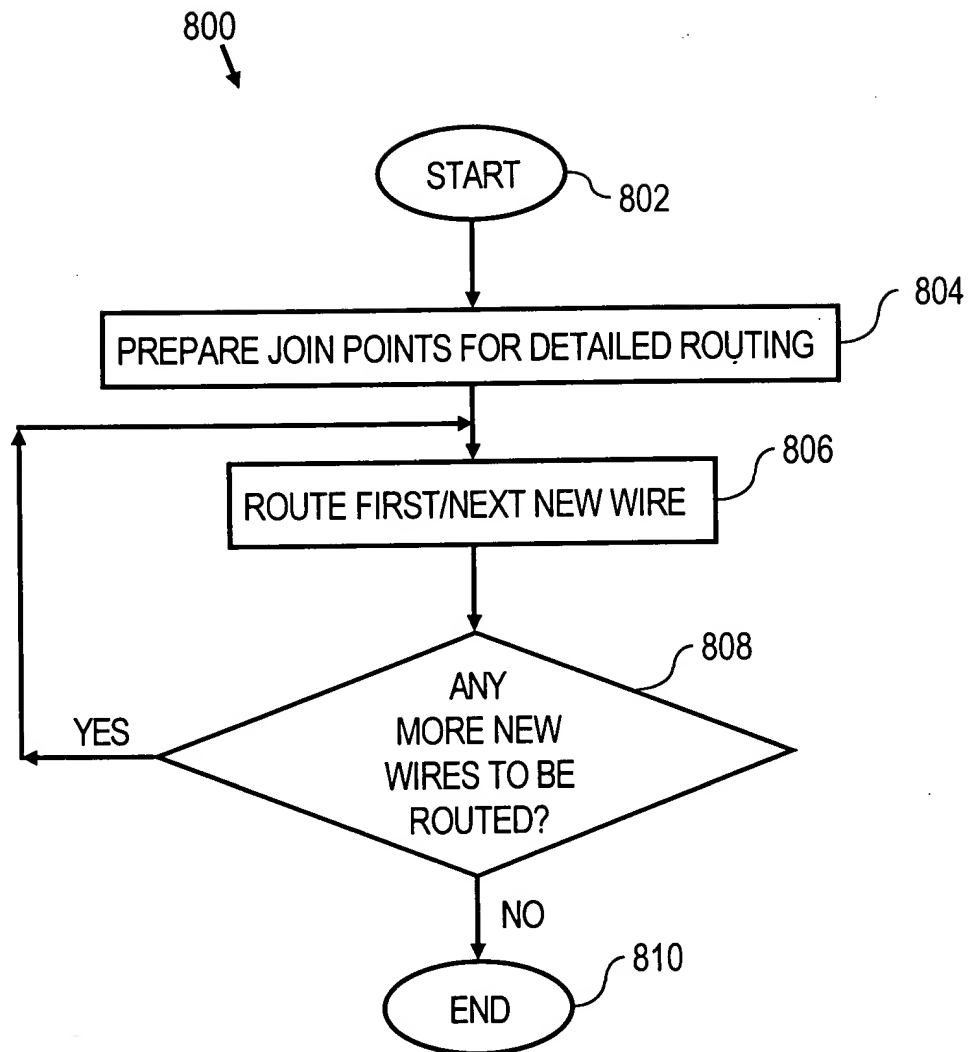 800
START
802
804
PREPARE JOIN POINTS FOR DETAILED ROUTING
806
ROUTE FIRST/NEXT NEW WIRE
808
ANY
MORE NEW
WIRES TO BE
ROUTED?
YES
NO
810
END